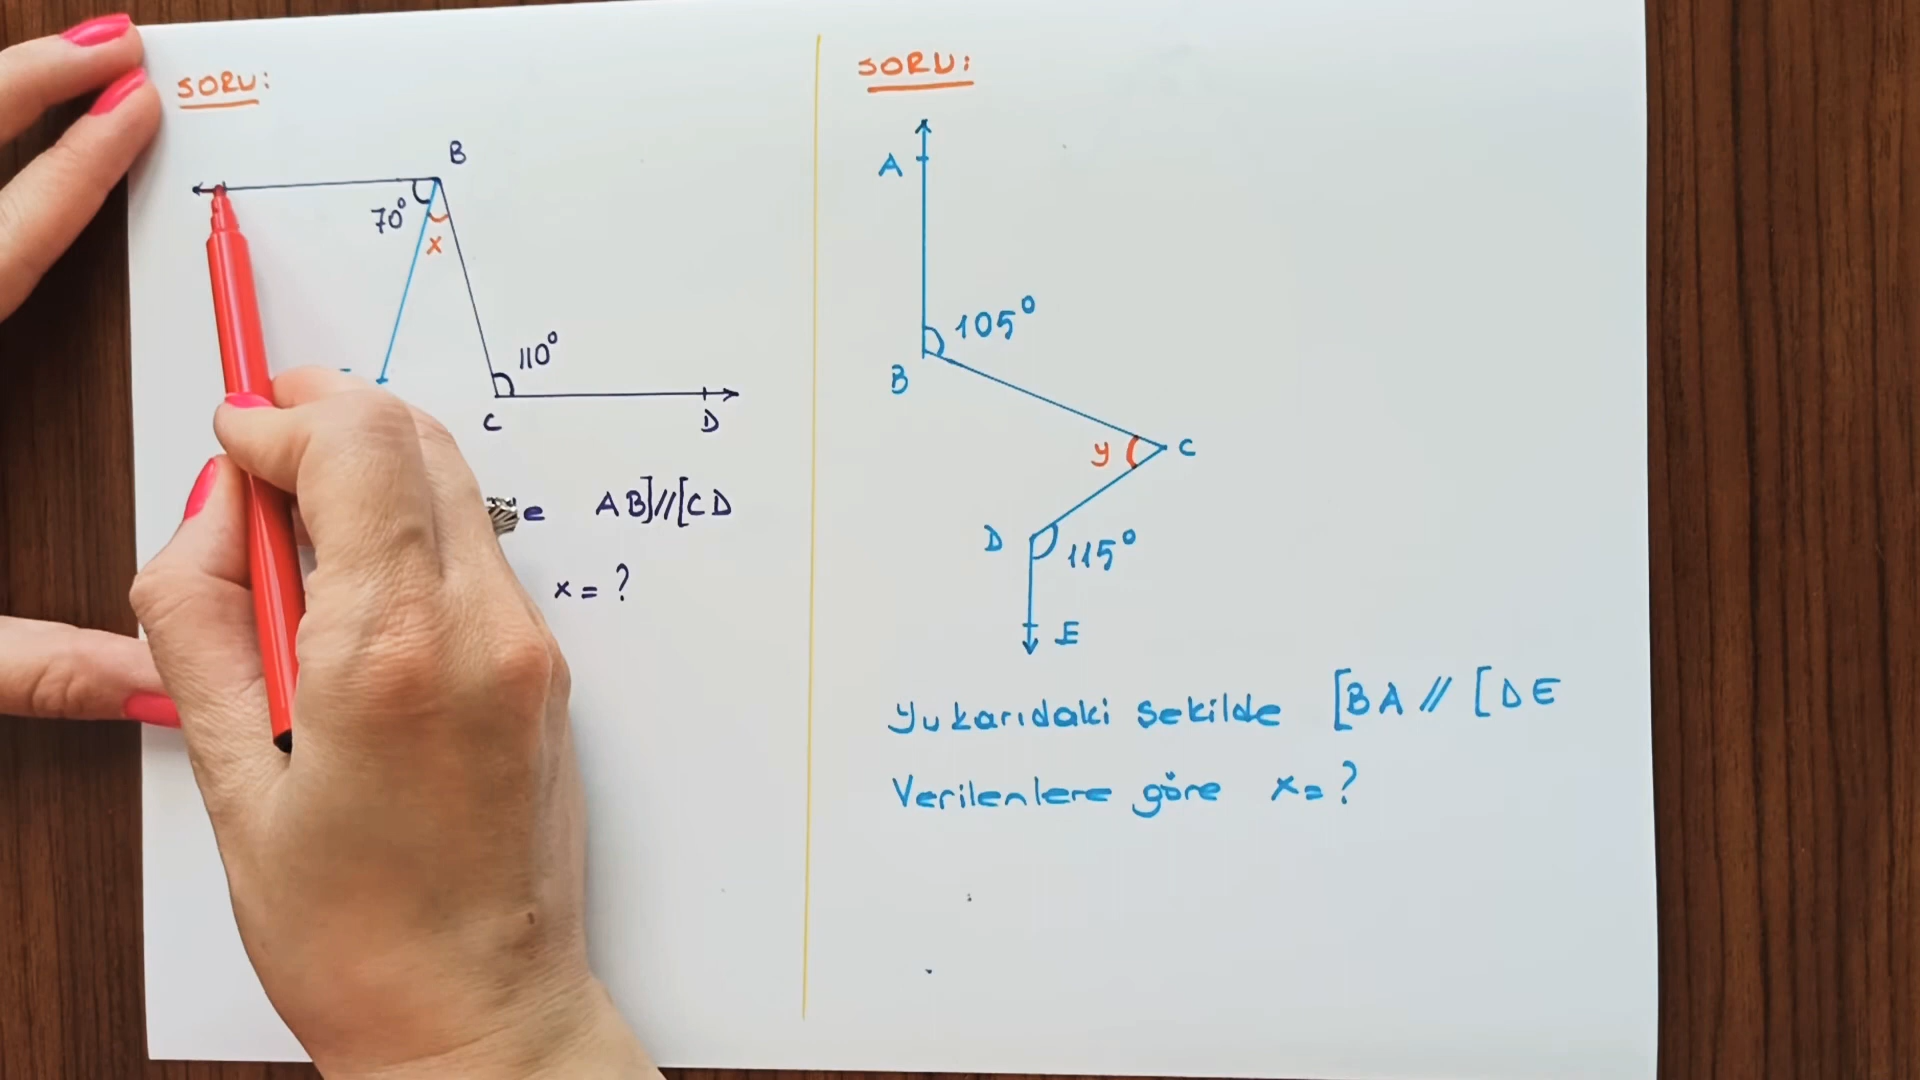 SORU:
B
70°
x
110°
C
D
e AB]//[CD
x = ?
SORU:
A
105°
B
y
C
D
115°
E
Yukarıdaki şekilde [BA // [DE
Verilenlere göre x = ?